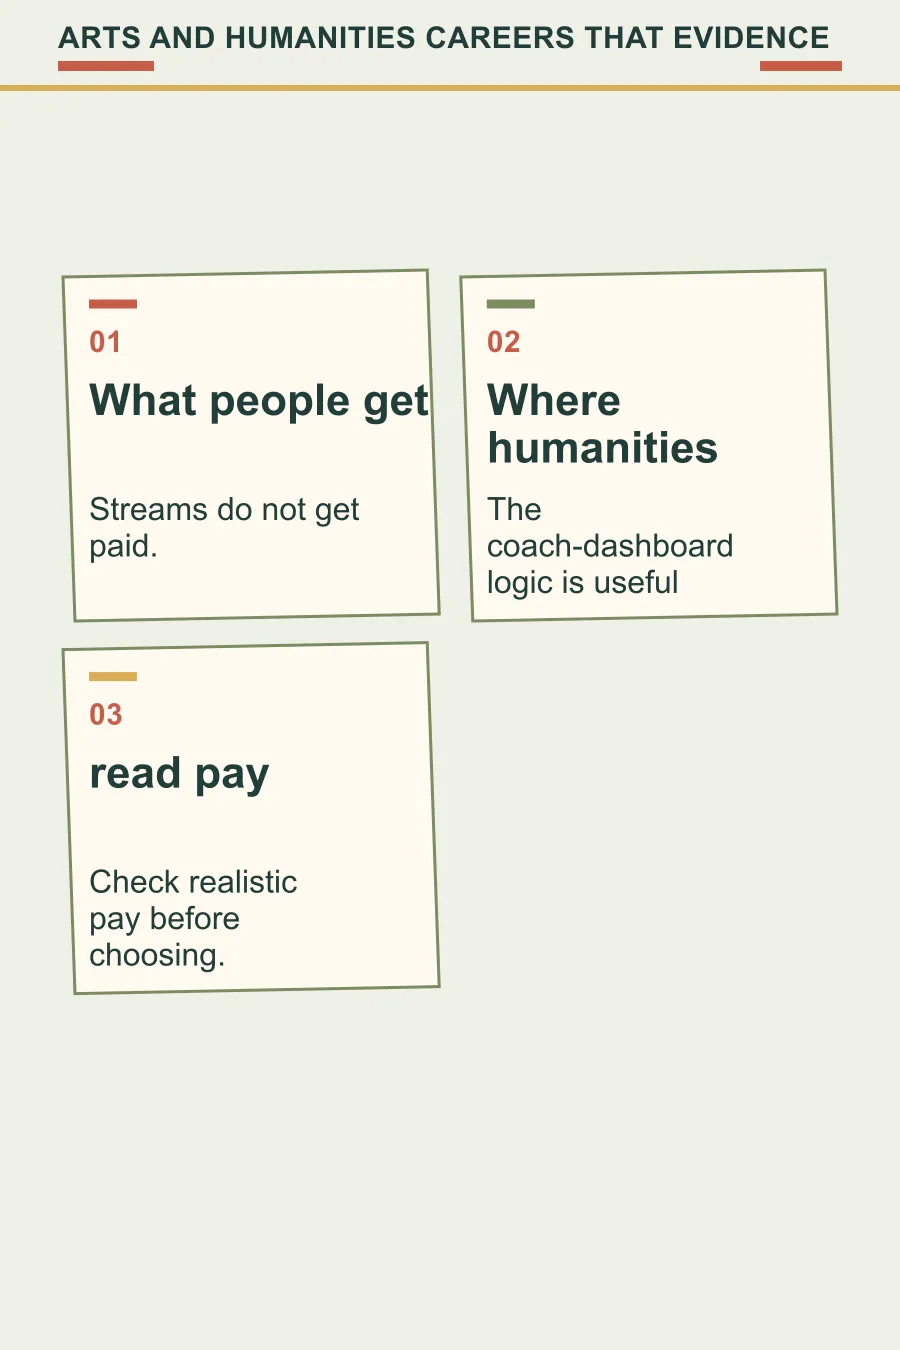 ARTS AND HUMANITIES CAREERS THAT EVIDENCE
01
What people get
Streams do not get
paid.
02
Where
humanities
The
coach-dashboard
logic is useful
03
read pay
Check realistic
pay before
choosing.